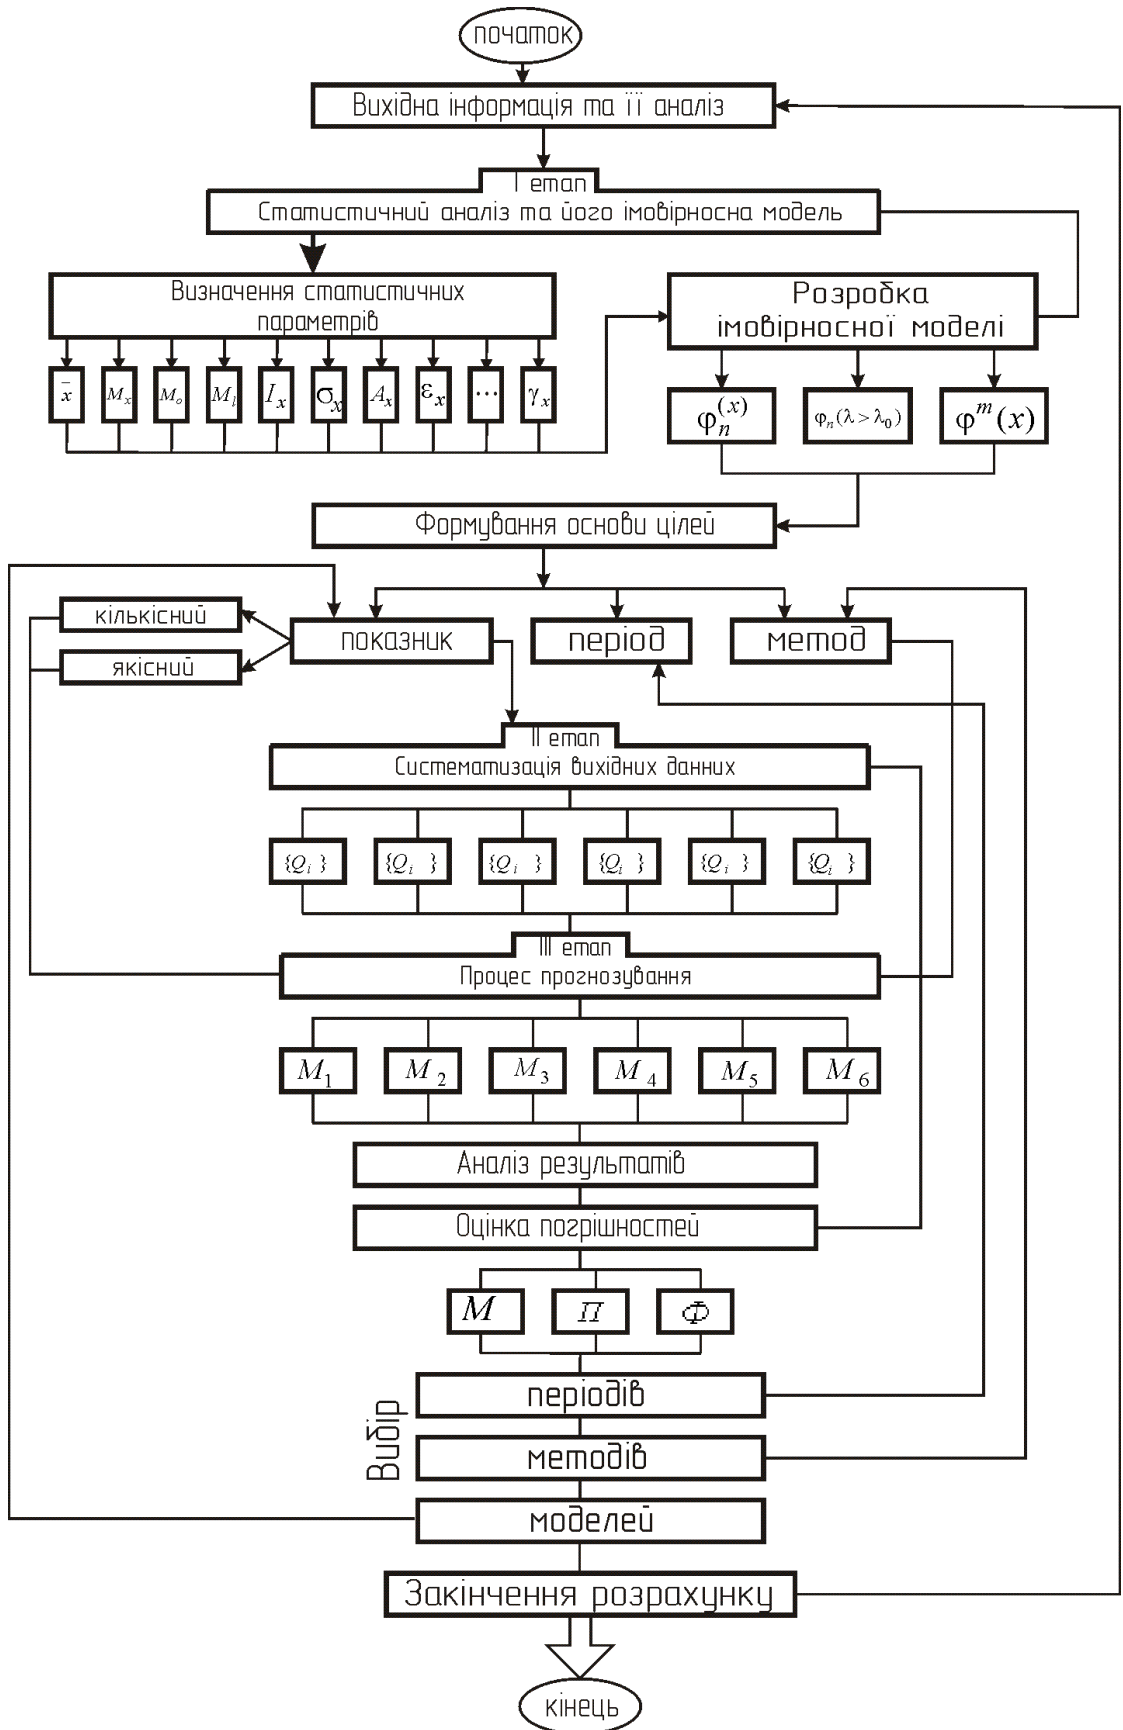 початок
Вихідна інформація та її аналіз
I етап
Статистичний аналіз та його імовірносна модель
Визначення статистичних
параметрів
Розробка
імовірносної моделі
x̄ Mₓ Mₒ Mₗ Iₓ σₓ Aₓ εₓ ... γₓ
φₙ⁽ˣ⁾ φₙ(λ > λ₀) φᵐ(x)
Формування основи цілей
кількісний
якісний
показник
період
метод
II етап
Систематизація вихідних данних
{Qᵢ } {Qᵢ } {Qᵢ } {Qᵢ } {Qᵢ } {Qᵢ }
III етап
Процес прогнозування
M₁ M₂ M₃ M₄ M₅ M₆
Аналіз результатів
Оцінка погрішностей
М П Ф
Вибір
періодів
методів
моделей
Закінчення розрахунку
кінець